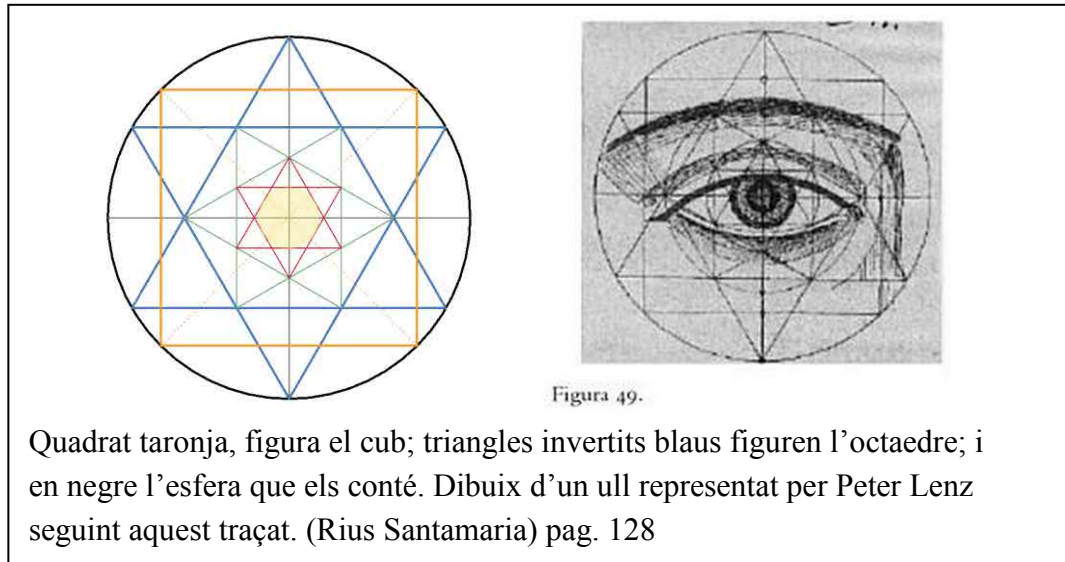 Figura 49.
Quadrat taronja, figura el cub; triangles invertits blaus figuren l’octaedre; i
en negre l’esfera que els conté. Dibuix d’un ull representat per Peter Lenz
seguint aquest traçat. (Rius Santamaria) pag. 128